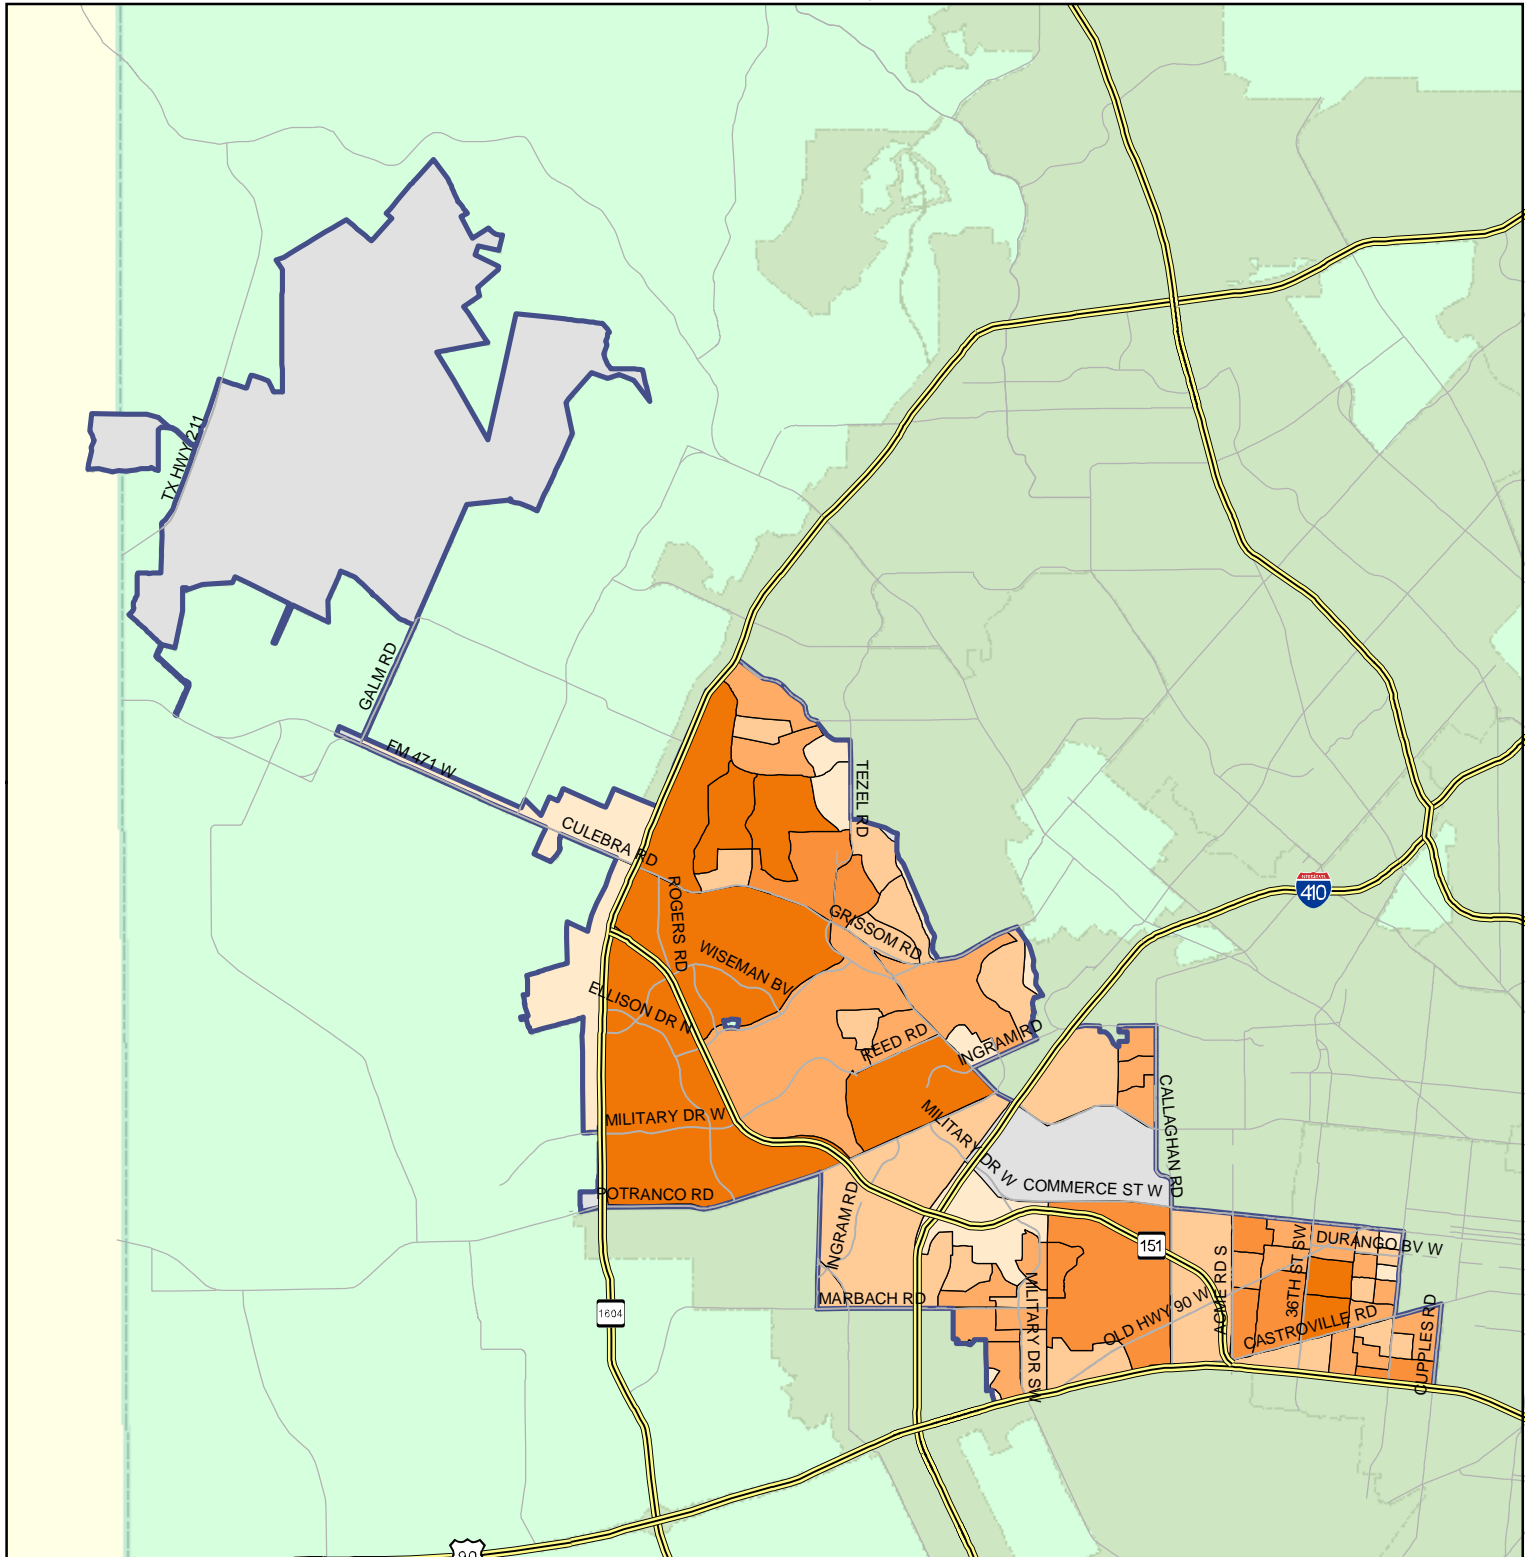 TX HWY 211
GALM RD
FM 471 W
CULEBRA RD
TEZEL RD
ROGERS RD
GRISSOM RD
WISEMAN BV
ELLISON DR N
REED RD
INGRAM RD
INTERSTATE
410
MILITARY DR W
MILITARY DR W
CALLAGHAN RD
COMMERCE ST W
POTRANCO RD
INGRAM RD
151
DURANGO BV W
36TH ST SW
ACME RD S
MARBACH RD
1604
MILITARY DR SW
OLD HWY 90 W
CASTROVILLE RD
CUPPLES RD
90